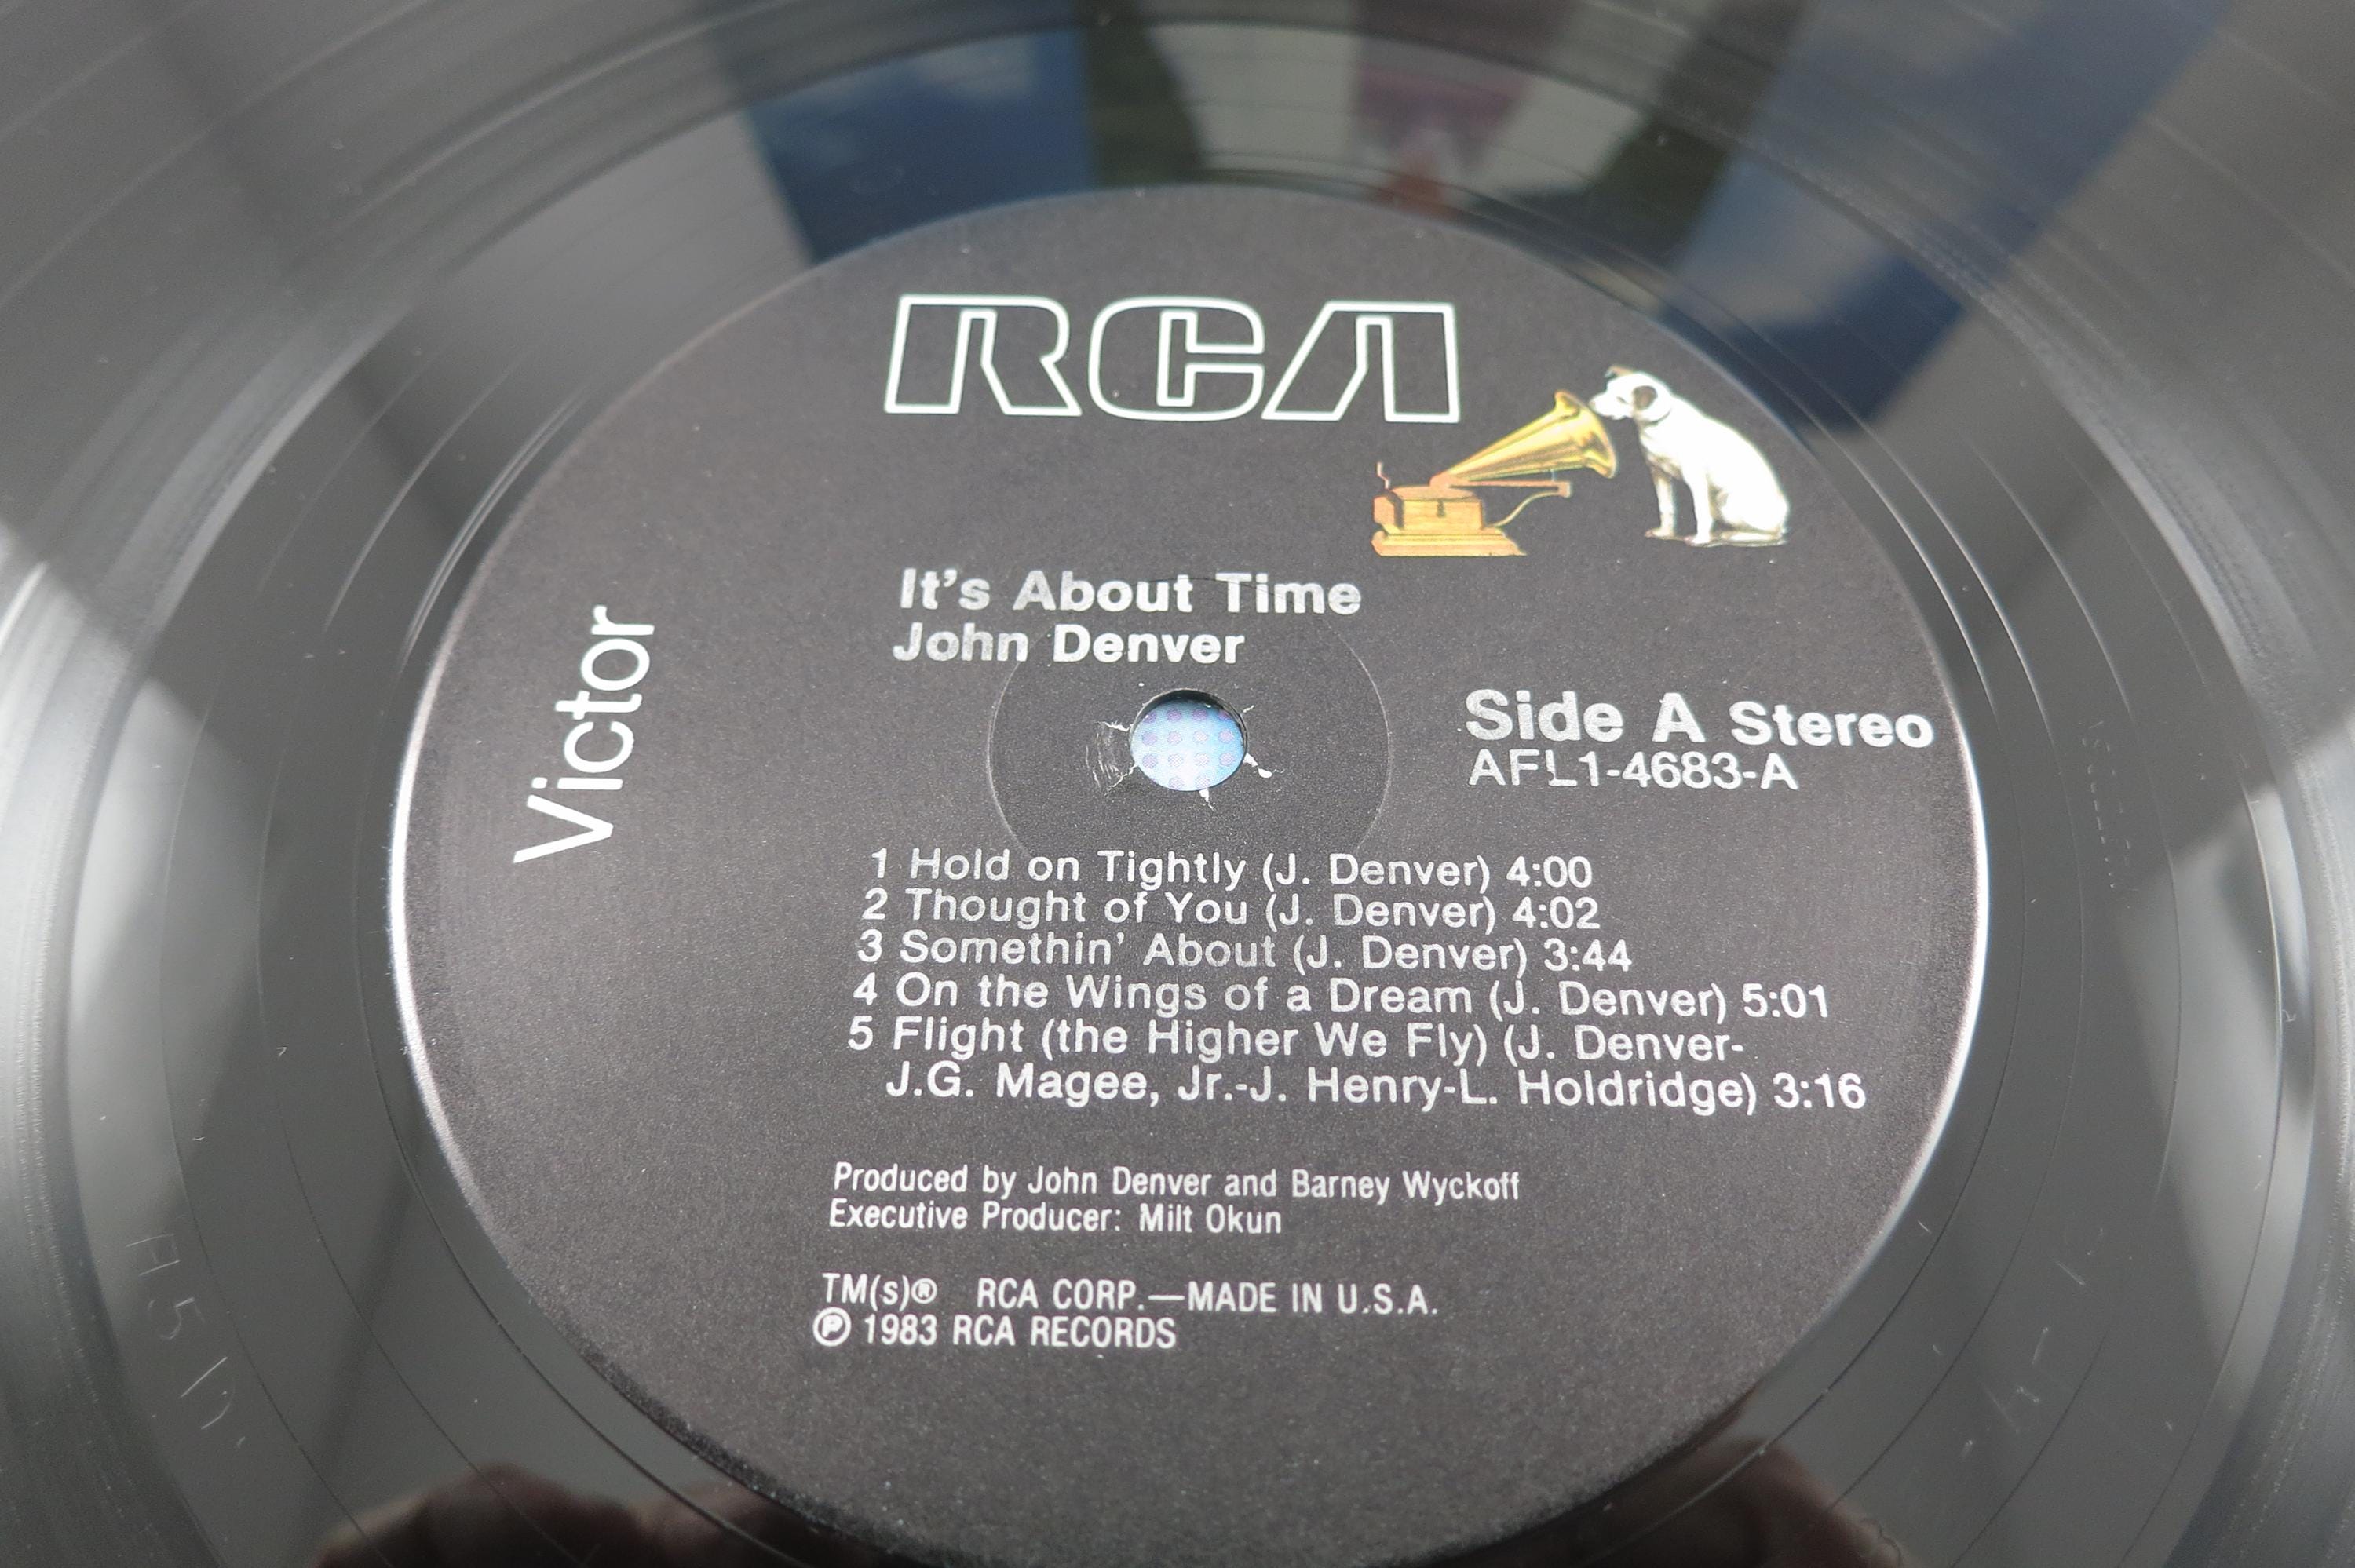 RCA
Victor
It's About Time
John Denver
Side A Stereo
AFL1-4683-A
1 Hold on Tightly (J. Denver) 4:00
2 Thought of You (J. Denver) 4:02
3 Somethin' About (J. Denver) 3:44
4 On the Wings of a Dream (J. Denver) 5:01
5 Flight (the Higher We Fly) (J. Denver-
J.G. Magee, Jr.-J. Henry-L. Holdridge) 3:16
Produced by John Denver and Barney Wyckoff
Executive Producer: Milt Okun
TM(s)® RCA CORP.—MADE IN U.S.A.
℗ 1983 RCA RECORDS